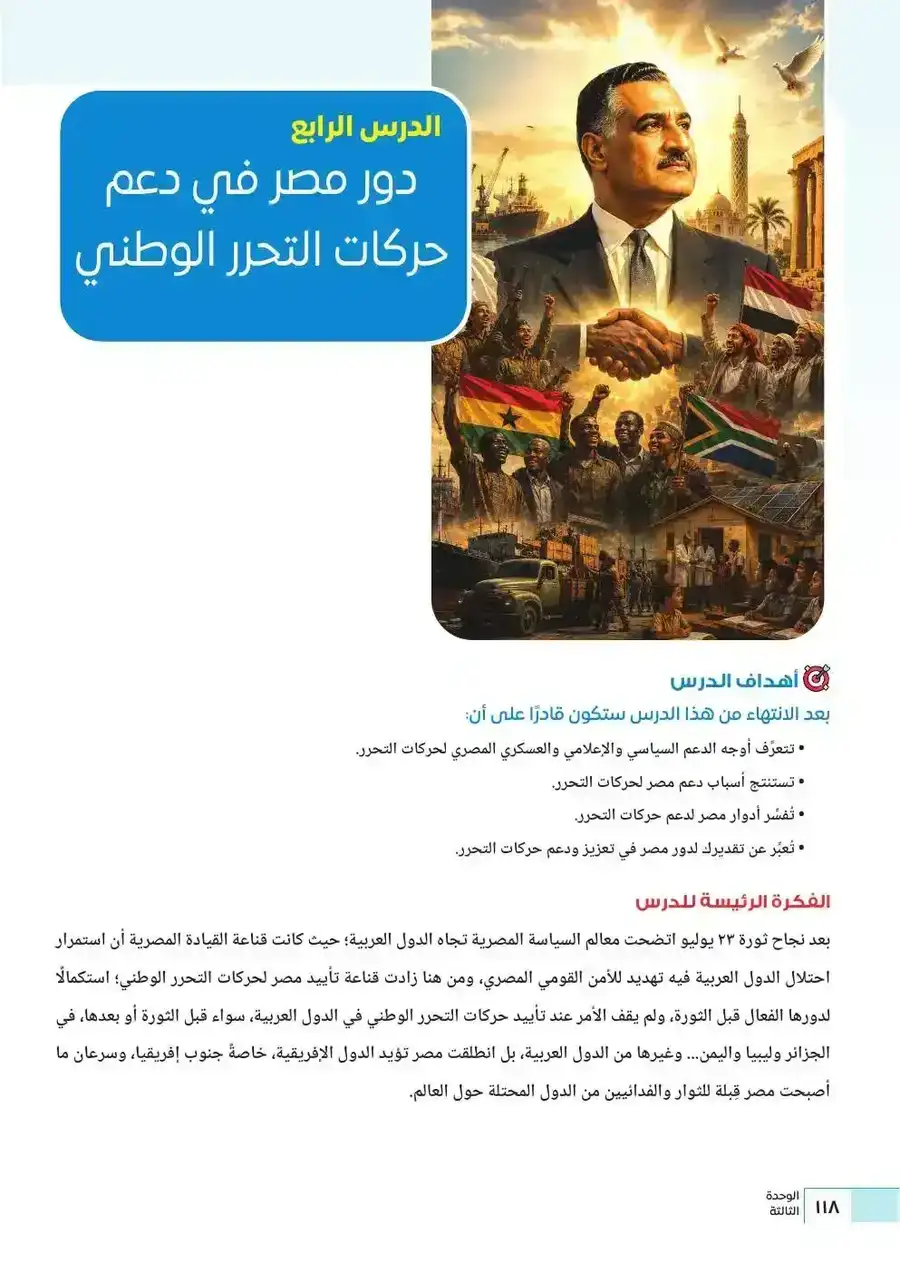 الدرس الرابع
دور مصر في دعم
حركات التحرر الوطني
أهداف الدرس
بعد الانتهاء من هذا الدرس ستكون قادرًا على أن:
• تتعرَّف أوجه الدعم السياسي والإعلامي والعسكري المصري لحركات التحرر.
• تستنتج أسباب دعم مصر لحركات التحرر.
• تُفسِّر أدوار مصر لدعم حركات التحرر.
• تُعبِّر عن تقديرك لدور مصر في تعزيز ودعم حركات التحرر.
الفكرة الرئيسة للدرس
بعد نجاح ثورة ٢٣ يوليو اتضحت معالم السياسة المصرية تجاه الدول العربية؛ حيث كانت قناعة القيادة المصرية أن استمرار
احتلال الدول العربية فيه تهديد للأمن القومي المصري، ومن هنا زادت قناعة تأييد مصر لحركات التحرر الوطني؛ استكمالًا
لدورها الفعال قبل الثورة، ولم يقف الأمر عند تأييد حركات التحرر الوطني في الدول العربية، سواء قبل الثورة أو بعدها، في
الجزائر وليبيا واليمن... وغيرها من الدول العربية، بل انطلقت مصر تؤيد الدول الإفريقية، خاصةً جنوب إفريقيا، وسرعان ما
أصبحت مصر قِبلة للثوار والفدائيين من الدول المحتلة حول العالم.
الوحدة
الثالثة
١١٨